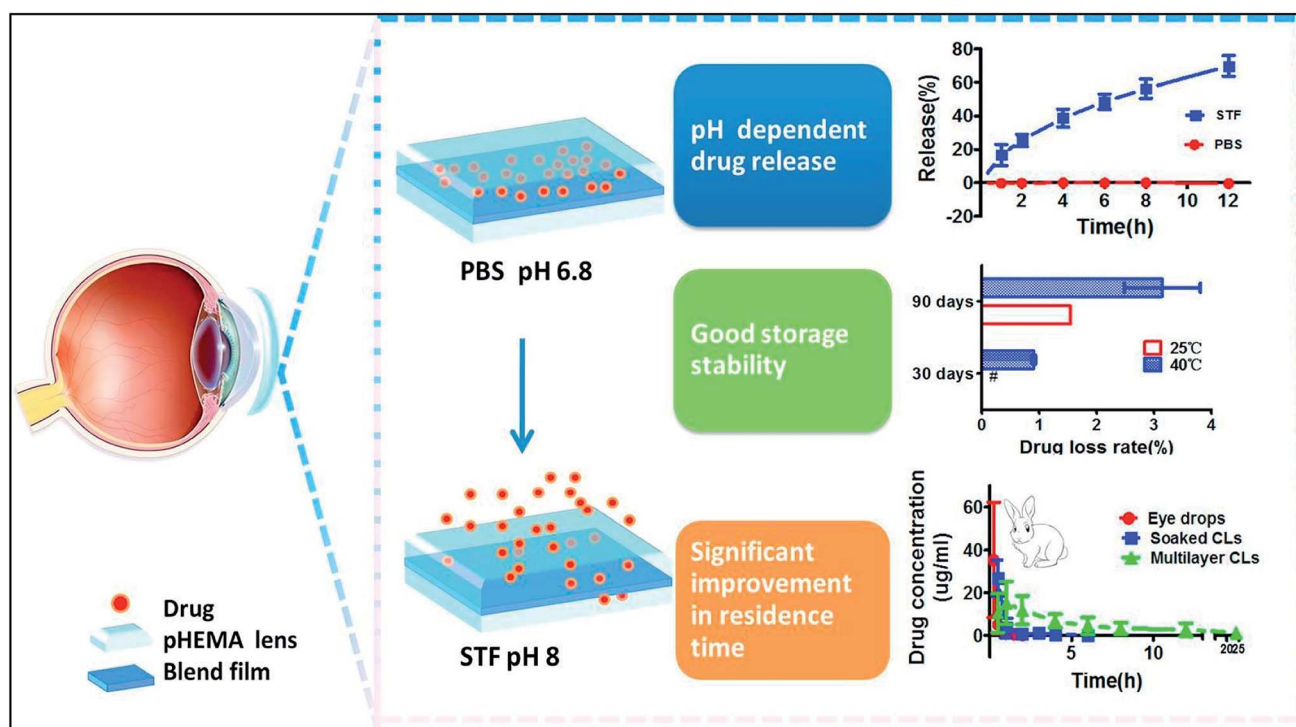 80
60
40
20
0
-20
Release(%)
STF
PBS
2 4 6 8 10 12
Time(h)
pH dependent
drug release
PBS pH 6.8
Good storage
stability
90 days
30 days
#
25℃
40℃
0 1 2 3 4
Drug loss rate(%)
Significant
improvement
in residence
time
STF pH 8
Drug
pHEMA lens
Blend film
Drug concentration
(ug/ml)
60
40
20
0
Eye drops
Soaked CLs
Multilayer CLs
5 10 2025
Time(h)